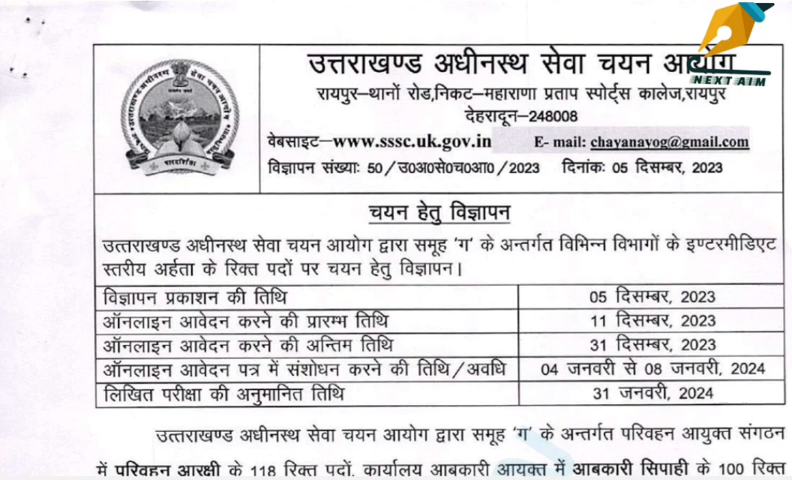 उत्तराखण्ड अधीनस्थ सेवा चयन आयोग
NEXT AIM
रायपुर–थानों रोड,निकट–महाराणा प्रताप स्पोर्ट्स कालेज,रायपुर
देहरादून–248008
वेबसाइट–www.sssc.uk.gov.in E- mail: chayanayog@gmail.com
विज्ञापन संख्याः 50/उ0अ0से0च0आ0/2023 दिनांकः 05 दिसम्बर, 2023
पारदर्शिता
चयन हेतु विज्ञापन
उत्तराखण्ड अधीनस्थ सेवा चयन आयोग द्वारा समूह 'ग' के अन्तर्गत विभिन्न विभागों के इण्टरमीडिएट
स्तरीय अर्हता के रिक्त पदों पर चयन हेतु विज्ञापन।
विज्ञापन प्रकाशन की तिथि 05 दिसम्बर, 2023
ऑनलाइन आवेदन करने की प्रारम्भ तिथि 11 दिसम्बर, 2023
ऑनलाइन आवेदन करने की अन्तिम तिथि 31 दिसम्बर, 2023
ऑनलाइन आवेदन पत्र में संशोधन करने की तिथि/अवधि 04 जनवरी से 08 जनवरी, 2024
लिखित परीक्षा की अनुमानित तिथि 31 जनवरी, 2024
उत्तराखण्ड अधीनस्थ सेवा चयन आयोग द्वारा समूह 'ग' के अन्तर्गत परिवहन आयुक्त संगठन
में परिवहन आरक्षी के 118 रिक्त पदों, कार्यालय आबकारी आयुक्त में आबकारी सिपाही के 100 रिक्त